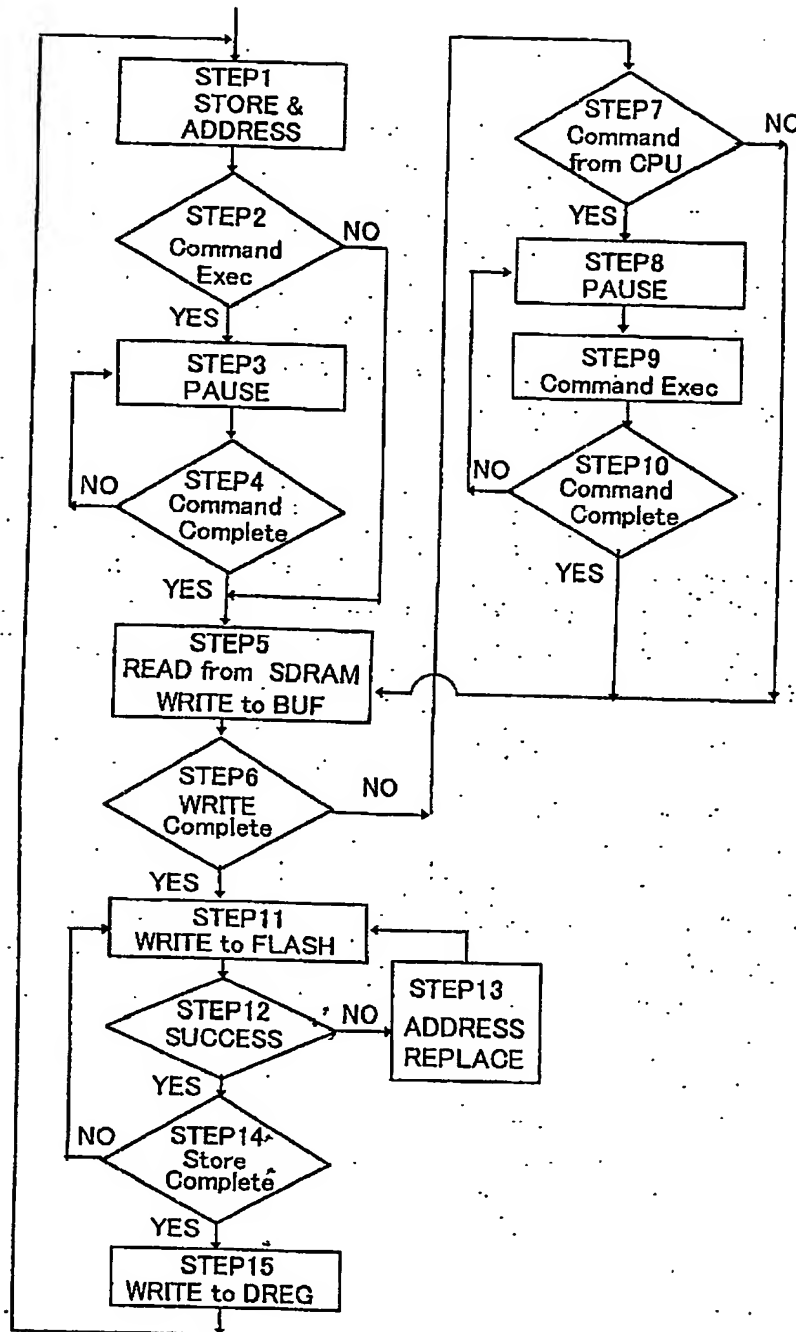 STEP1
STORE &
ADDRESS
STEP2
Command
Exec
NO
YES
STEP3
PAUSE
STEP4
Command
Complete
NO
YES
STEP5
READ from SDRAM
WRITE to BUF
STEP6
WRITE
Complete
NO
YES
STEP7
Command
from CPU
NO
YES
STEP8
PAUSE
STEP9
Command Exec
STEP10
Command
Complete
NO
YES
STEP11
WRITE to FLASH
STEP12
SUCCESS
NO
YES
STEP13
ADDRESS
REPLACE
STEP14
Store
Complete
NO
YES
STEP15
WRITE to DREG